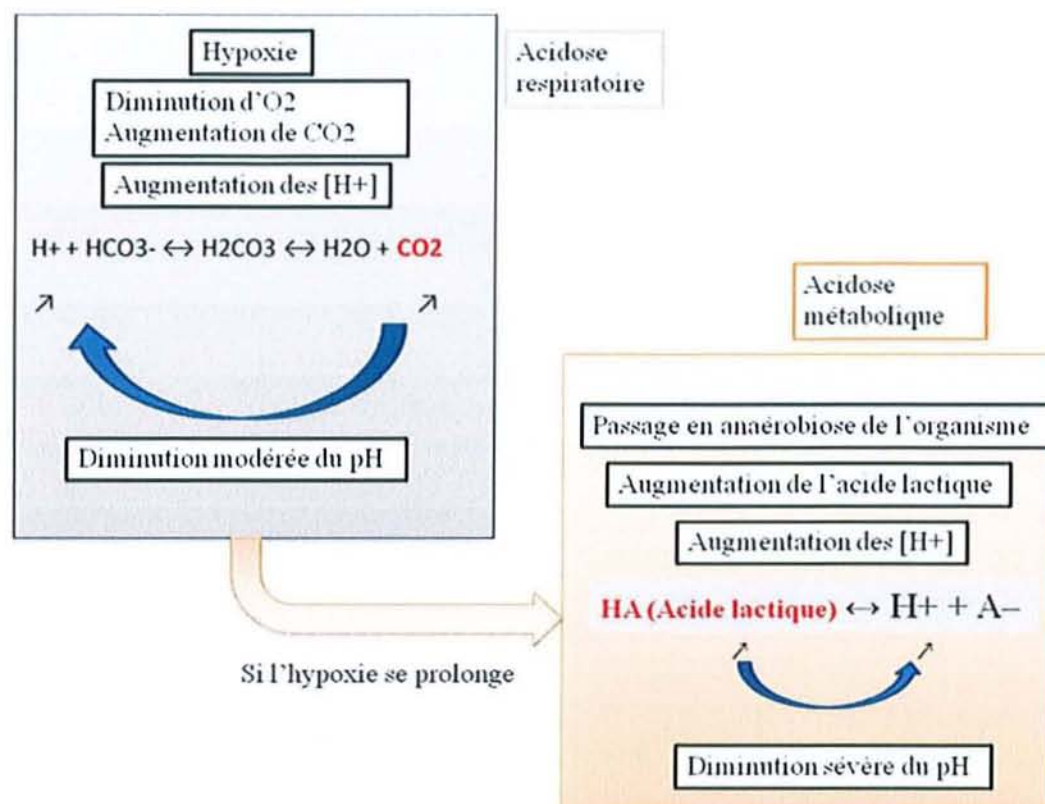 Hypoxie
Diminution d'O2
Augmentation de CO2
Augmentation des [H+]
H+ + HCO3- ↔ H2CO3 ↔ H2O + CO2
↗ ↗
Diminution modérée du pH
Acidose
respiratoire
Si l'hypoxie se prolonge
Acidose
métabolique
Passage en anaérobiose de l'organisme
Augmentation de l'acide lactique
Augmentation des [H+]
HA (Acide lactique) ↔ H+ + A–
↗ ↗
Diminution sévère du pH